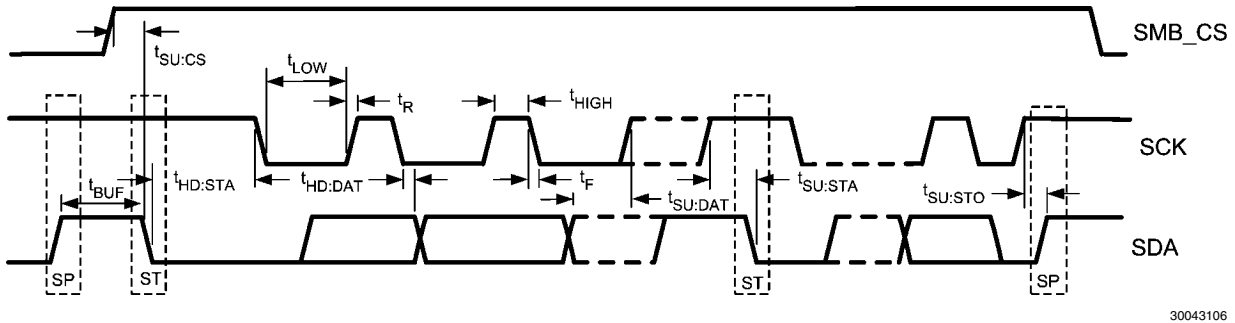 SMB_CS
tSU:CS
tLOW
tR
tHIGH
SCK
tBUF
tHD:STA
tHD:DAT
tF
tSU:DAT
tSU:STA
tSU:STO
SDA
SP
ST
ST
SP
30043106